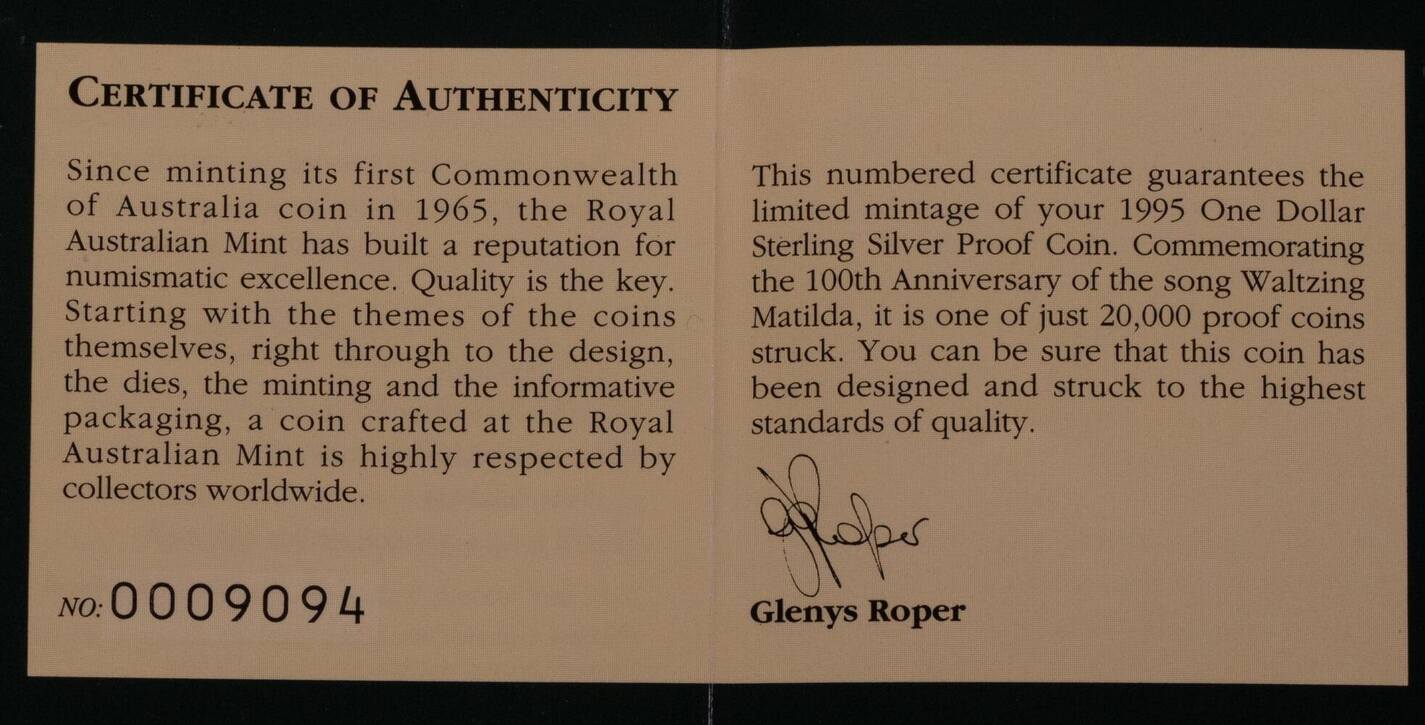 CERTIFICATE OF AUTHENTICITY
Since minting its first Commonwealth
of Australia coin in 1965, the Royal
Australian Mint has built a reputation for
numismatic excellence. Quality is the key.
Starting with the themes of the coins
themselves, right through to the design,
the dies, the minting and the informative
packaging, a coin crafted at the Royal
Australian Mint is highly respected by
collectors worldwide.
NO: 0009094
This numbered certificate guarantees the
limited mintage of your 1995 One Dollar
Sterling Silver Proof Coin. Commemorating
the 100th Anniversary of the song Waltzing
Matilda, it is one of just 20,000 proof coins
struck. You can be sure that this coin has
been designed and struck to the highest
standards of quality.
G Roper
Glenys Roper